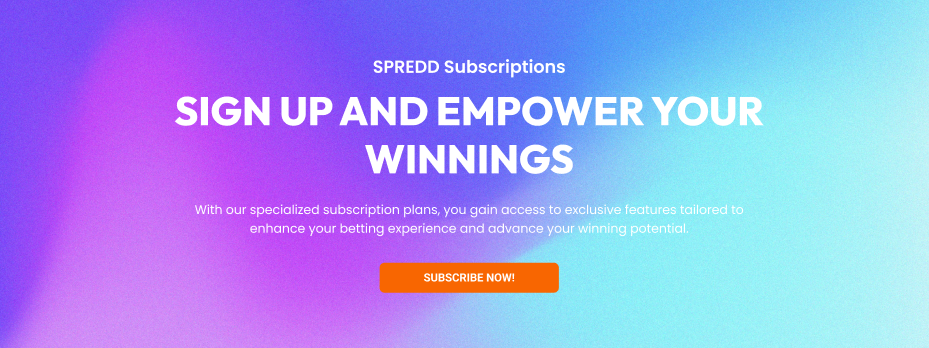 SPREDD Subscriptions
SIGN UP AND EMPOWER YOUR
WINNINGS
With our specialized subscription plans, you gain access to exclusive features tailored to
enhance your betting experience and advance your winning potential.
SUBSCRIBE NOW!